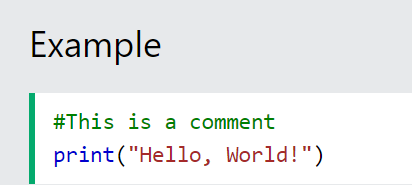 Example
#This is a comment
print("Hello, World!")